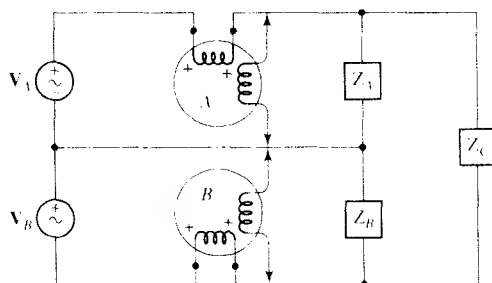 + +
V_A + ~ A Z_A
Z_C
B
V_B + ~ + + Z_B